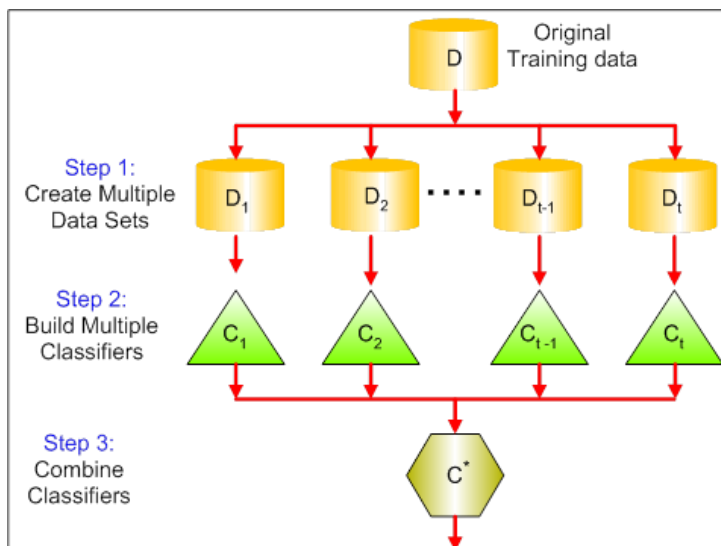 D
Original
Training data
Step 1:
Create Multiple
Data Sets
D₁
D₂
....
Dₜ₋₁
Dₜ
Step 2:
Build Multiple
Classifiers
C₁
C₂
Cₜ₋₁
Cₜ
Step 3:
Combine
Classifiers
C*